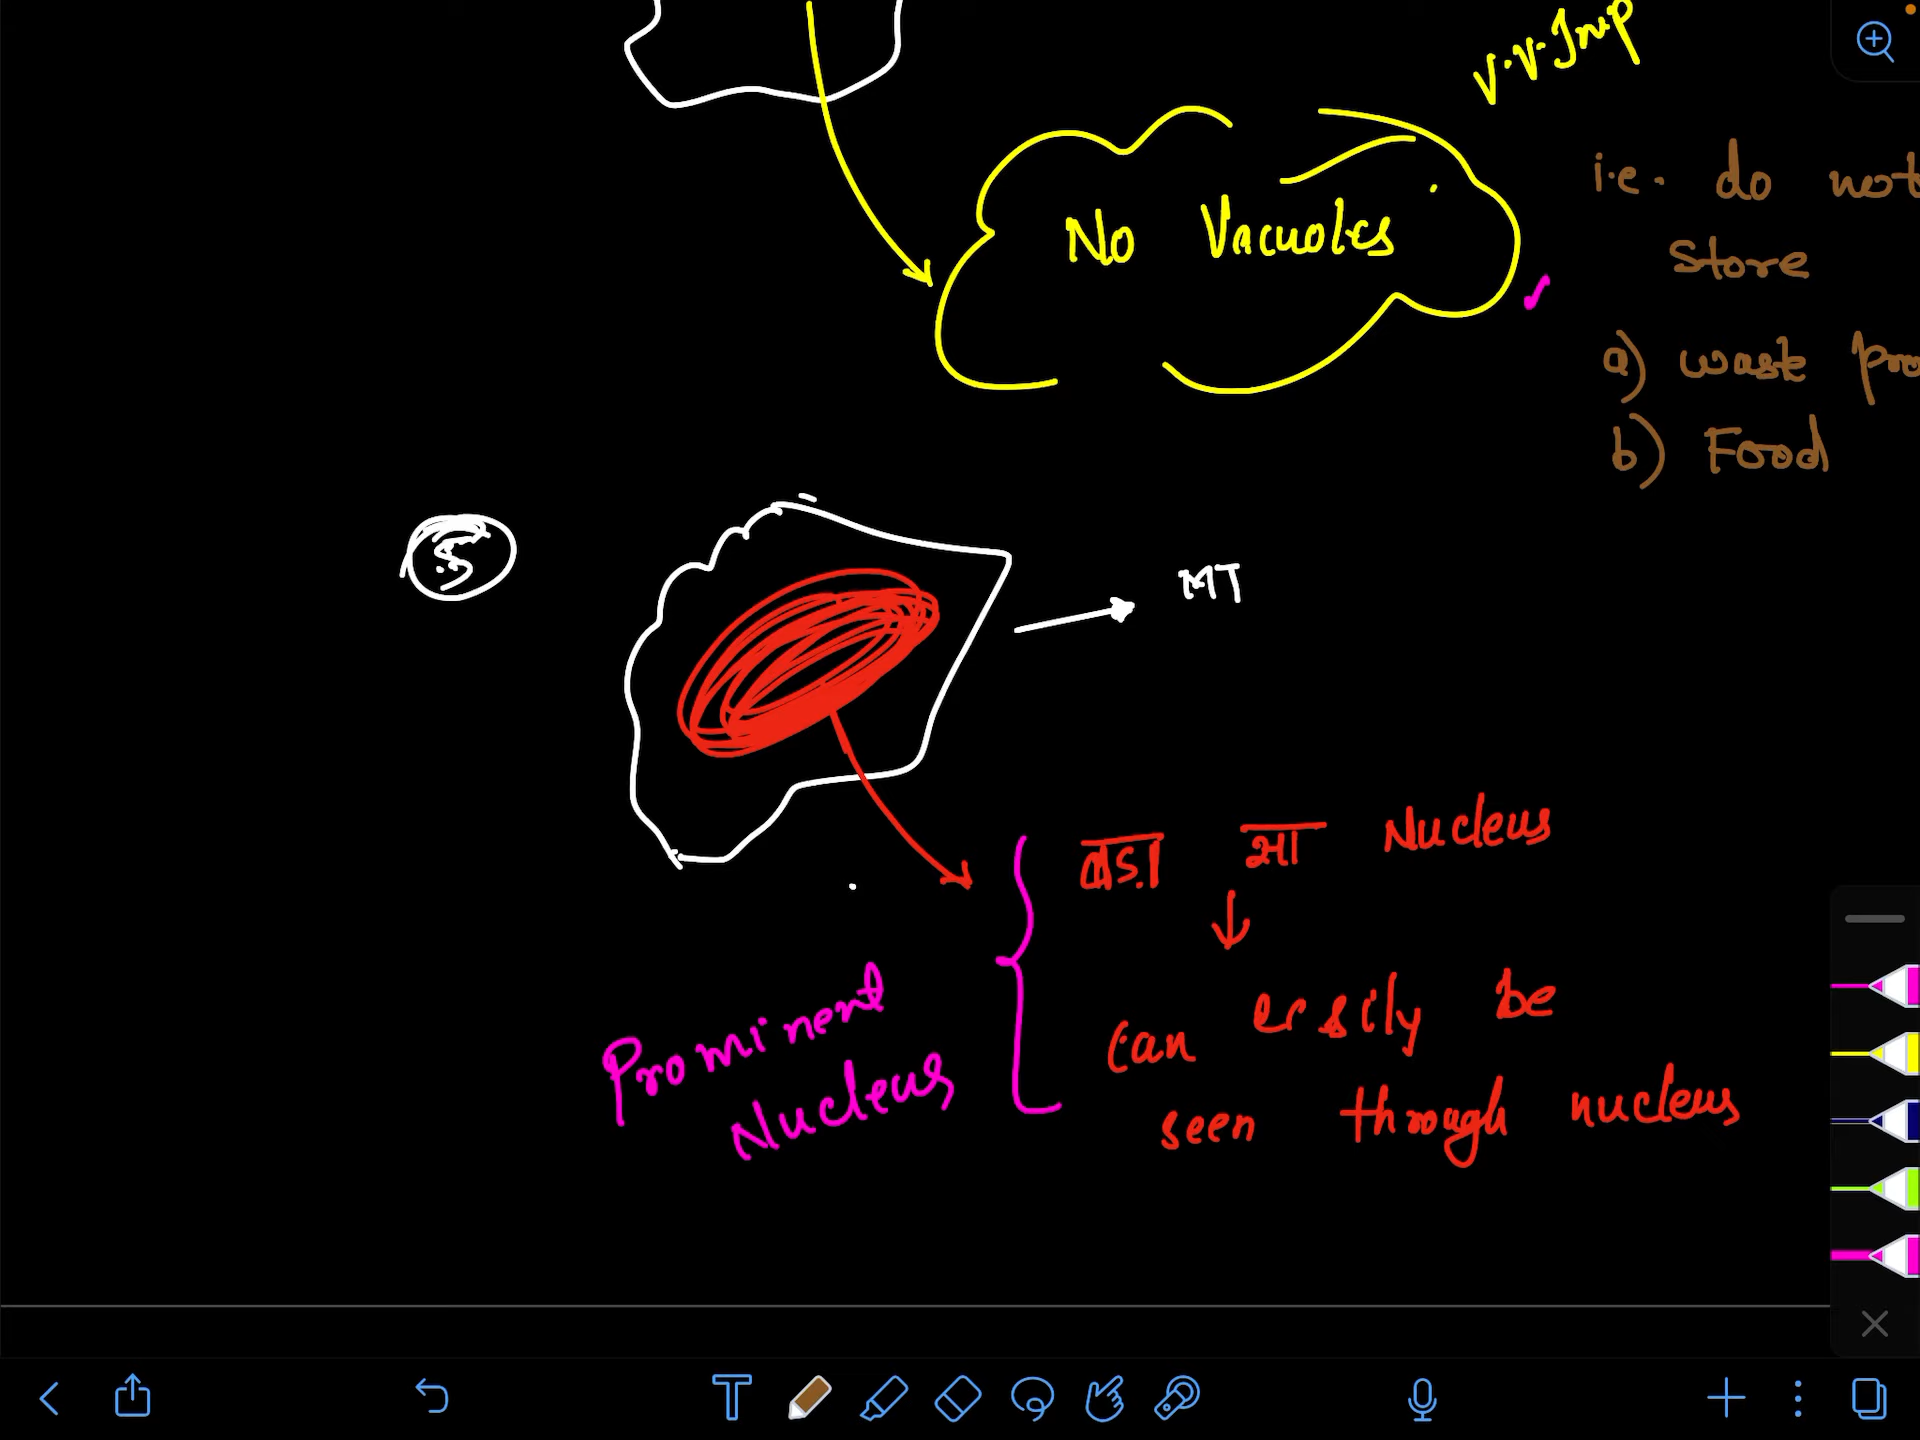 V.V.Imp
No Vacuoles
i.e. do not
Store
a) waste pro
b) Food
5
MT
बड़ा सा Nucleus
can easily be
seen through nucleus
Prominent
Nucleus
T